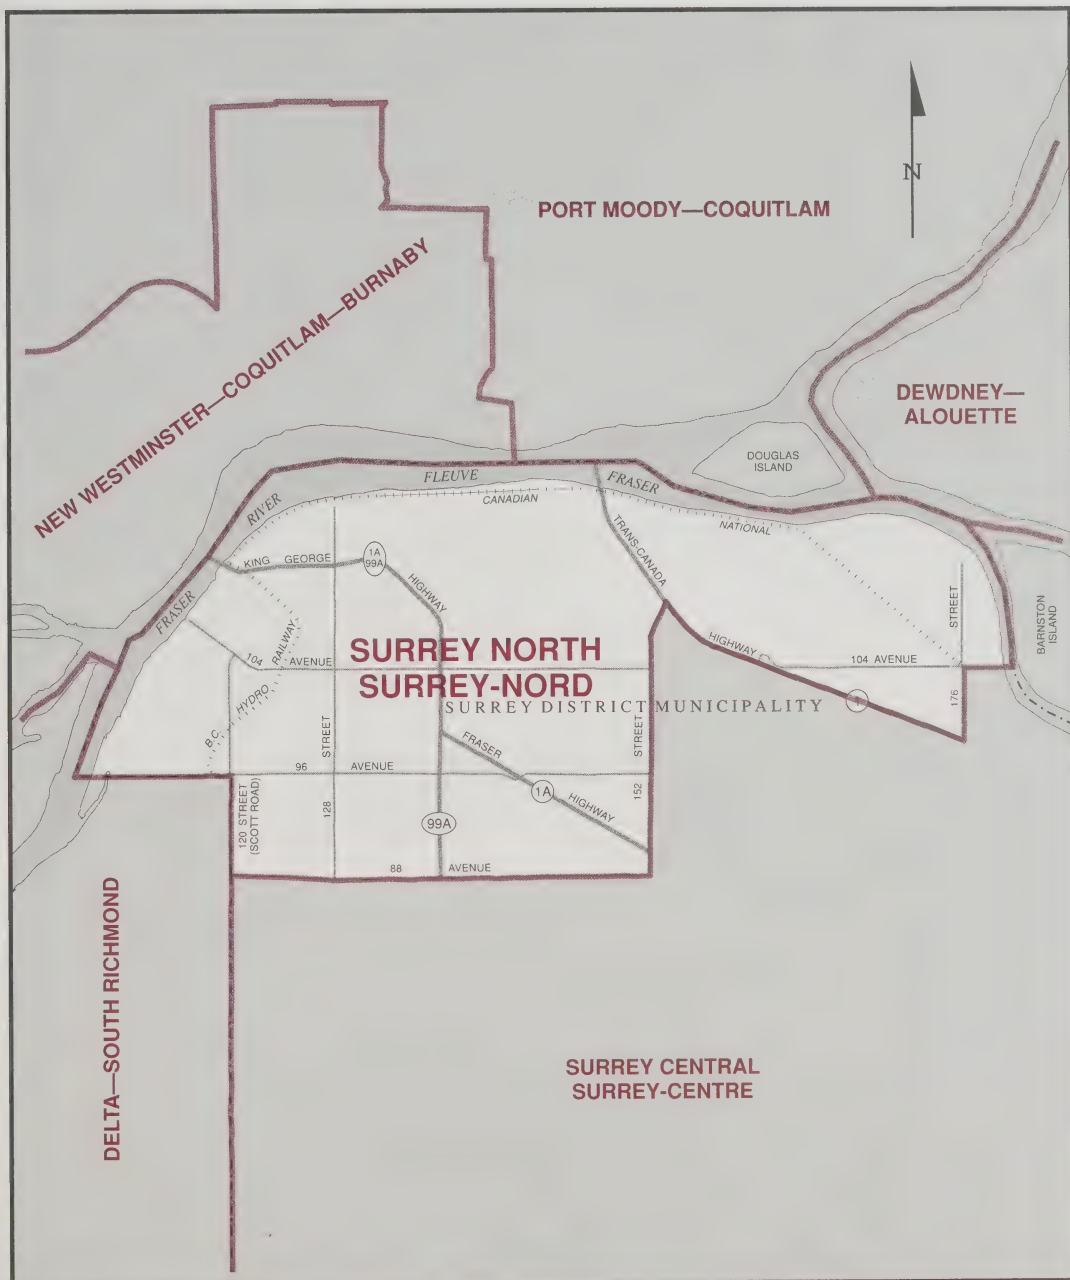 N
PORT MOODY—COQUITLAM
NEW WESTMINSTER—COQUITLAM—BURNABY
DEWDNEY—
ALOUETTE
DOUGLAS
ISLAND
FLEUVE
FRASER
RIVER
CANADIAN
NATIONAL
KING GEORGE
1A
99A
HIGHWAY
TRANS-CANADA
FRASER
STREET
BARNSTON
ISLAND
RAILWAY
SURREY NORTH
SURREY-NORD
HIGHWAY
104 AVENUE
104 AVENUE
HYDRO
SURREY DISTRICT MUNICIPALITY
1
176
B.C.
STREET
FRASER
STREET
96 AVENUE
1A
HIGHWAY
152
120 STREET
(SCOTT ROAD)
128
99A
88 AVENUE
DELTA—SOUTH RICHMOND
SURREY CENTRAL
SURREY-CENTRE